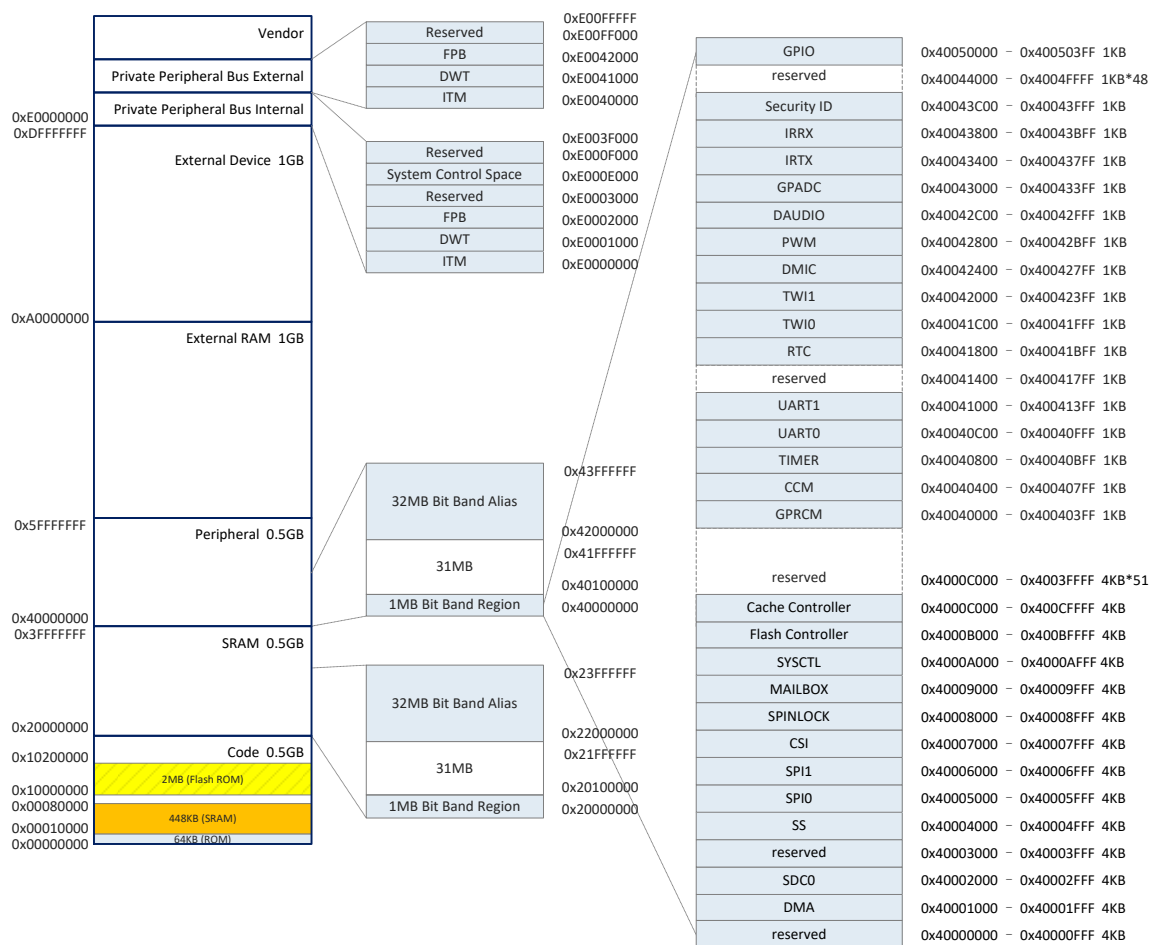 Vendor
Private Peripheral Bus External
Private Peripheral Bus Internal
0xE0000000
0xDFFFFFFF
External Device 1GB
0xA0000000
External RAM 1GB
0x5FFFFFFF
Peripheral 0.5GB
0x40000000
0x3FFFFFFF
SRAM 0.5GB
0x20000000
Code 0.5GB
0x10200000
2MB (Flash ROM)
0x10000000
0x00080000
448KB (SRAM)
0x00010000
64KB (ROM)
0x00000000
0xE00FFFFF
Reserved 0xE00FF000
FPB 0xE0042000
DWT 0xE0041000
ITM 0xE0040000
0xE003F000
Reserved 0xE000F000
System Control Space 0xE000E000
Reserved 0xE0003000
FPB 0xE0002000
DWT 0xE0001000
ITM 0xE0000000
0x43FFFFFF
32MB Bit Band Alias
0x42000000
0x41FFFFFF
31MB
0x40100000
1MB Bit Band Region 0x40000000
0x23FFFFFF
32MB Bit Band Alias
0x22000000
0x21FFFFFF
31MB
0x20100000
1MB Bit Band Region 0x20000000
GPIO 0x40050000 – 0x400503FF 1KB
reserved 0x40044000 – 0x4004FFFF 1KB*48
Security ID 0x40043C00 – 0x40043FFF 1KB
IRRX 0x40043800 – 0x40043BFF 1KB
IRTX 0x40043400 – 0x400437FF 1KB
GPADC 0x40043000 – 0x400433FF 1KB
DAUDIO 0x40042C00 – 0x40042FFF 1KB
PWM 0x40042800 – 0x40042BFF 1KB
DMIC 0x40042400 – 0x400427FF 1KB
TWI1 0x40042000 – 0x400423FF 1KB
TWI0 0x40041C00 – 0x40041FFF 1KB
RTC 0x40041800 – 0x40041BFF 1KB
reserved 0x40041400 – 0x400417FF 1KB
UART1 0x40041000 – 0x400413FF 1KB
UART0 0x40040C00 – 0x40040FFF 1KB
TIMER 0x40040800 – 0x40040BFF 1KB
CCM 0x40040400 – 0x400407FF 1KB
GPRCM 0x40040000 – 0x400403FF 1KB
reserved 0x4000C000 – 0x4003FFFF 4KB*51
Cache Controller 0x4000C000 – 0x400CFFFF 4KB
Flash Controller 0x4000B000 – 0x400BFFFF 4KB
SYSCTL 0x4000A000 – 0x4000AFFF 4KB
MAILBOX 0x40009000 – 0x40009FFF 4KB
SPINLOCK 0x40008000 – 0x40008FFF 4KB
CSI 0x40007000 – 0x40007FFF 4KB
SPI1 0x40006000 – 0x40006FFF 4KB
SPI0 0x40005000 – 0x40005FFF 4KB
SS 0x40004000 – 0x40004FFF 4KB
reserved 0x40003000 – 0x40003FFF 4KB
SDC0 0x40002000 – 0x40002FFF 4KB
DMA 0x40001000 – 0x40001FFF 4KB
reserved 0x40000000 – 0x40000FFF 4KB